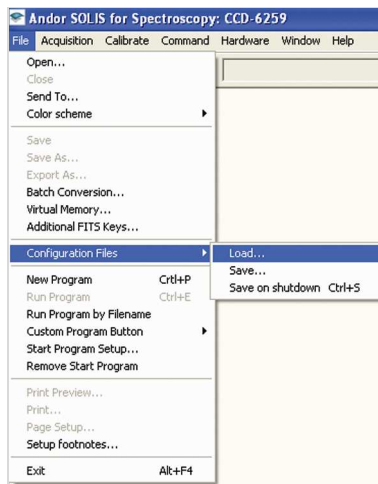 Andor SOLIS for Spectroscopy: CCD-6259
File Acquisition Calibrate Command Hardware Window Help
Open...
Close
Send To...
Color scheme
Save
Save As...
Export As...
Batch Conversion...
Virtual Memory...
Additional FITS Keys...
Configuration Files
Load...
Save...
Save on shutdown Ctrl+S
New Program Crtl+P
Run Program Ctrl+E
Run Program by Filename
Custom Program Button
Start Program Setup...
Remove Start Program
Print Preview...
Print...
Page Setup...
Setup footnotes...
Exit Alt+F4